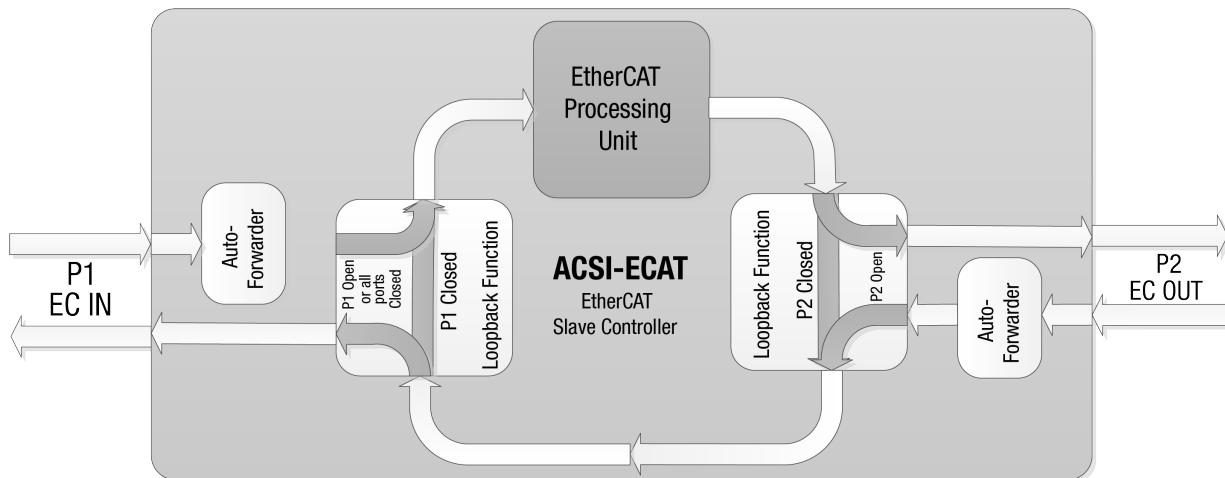 EtherCAT
Processing
Unit
Auto-
Forwarder
P1
EC IN
P1 Open
or all
ports
Closed
P1 Closed
Loopback Function
ACSI-ECAT
EtherCAT
Slave Controller
Loopback Function
P2 Closed
P2 Open
Auto-
Forwarder
P2
EC OUT